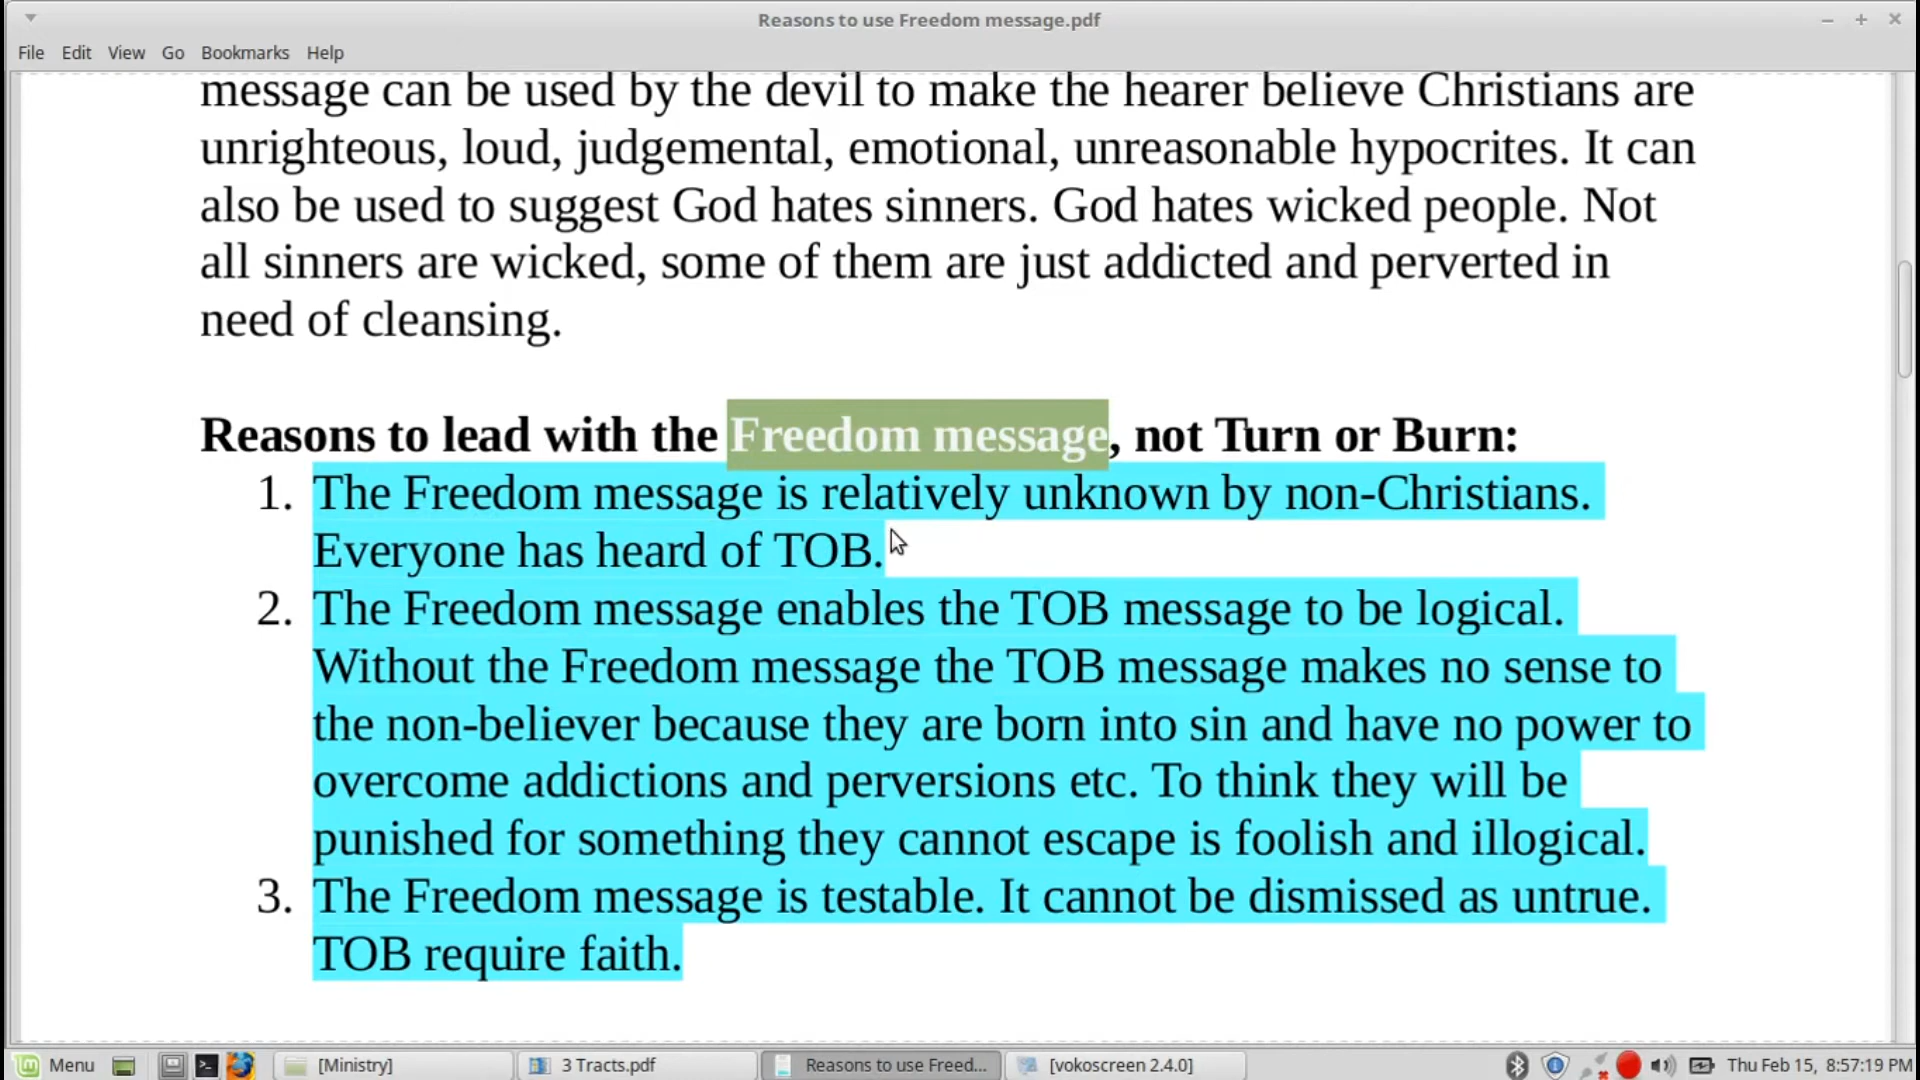 Reasons to use Freedom message.pdf
File Edit View Go Bookmarks Help
message can be used by the devil to make the hearer believe Christians are
unrighteous, loud, judgemental, emotional, unreasonable hypocrites. It can
also be used to suggest God hates sinners. God hates wicked people. Not
all sinners are wicked, some of them are just addicted and perverted in
need of cleansing.
Reasons to lead with the Freedom message, not Turn or Burn:
1. The Freedom message is relatively unknown by non-Christians.
Everyone has heard of TOB.
2. The Freedom message enables the TOB message to be logical.
Without the Freedom message the TOB message makes no sense to
the non-believer because they are born into sin and have no power to
overcome addictions and perversions etc. To think they will be
punished for something they cannot escape is foolish and illogical.
3. The Freedom message is testable. It cannot be dismissed as untrue.
TOB require faith.
Menu [Ministry] 3 Tracts.pdf Reasons to use Freed... [vokoscreen 2.4.0] Thu Feb 15, 8:57:19 PM